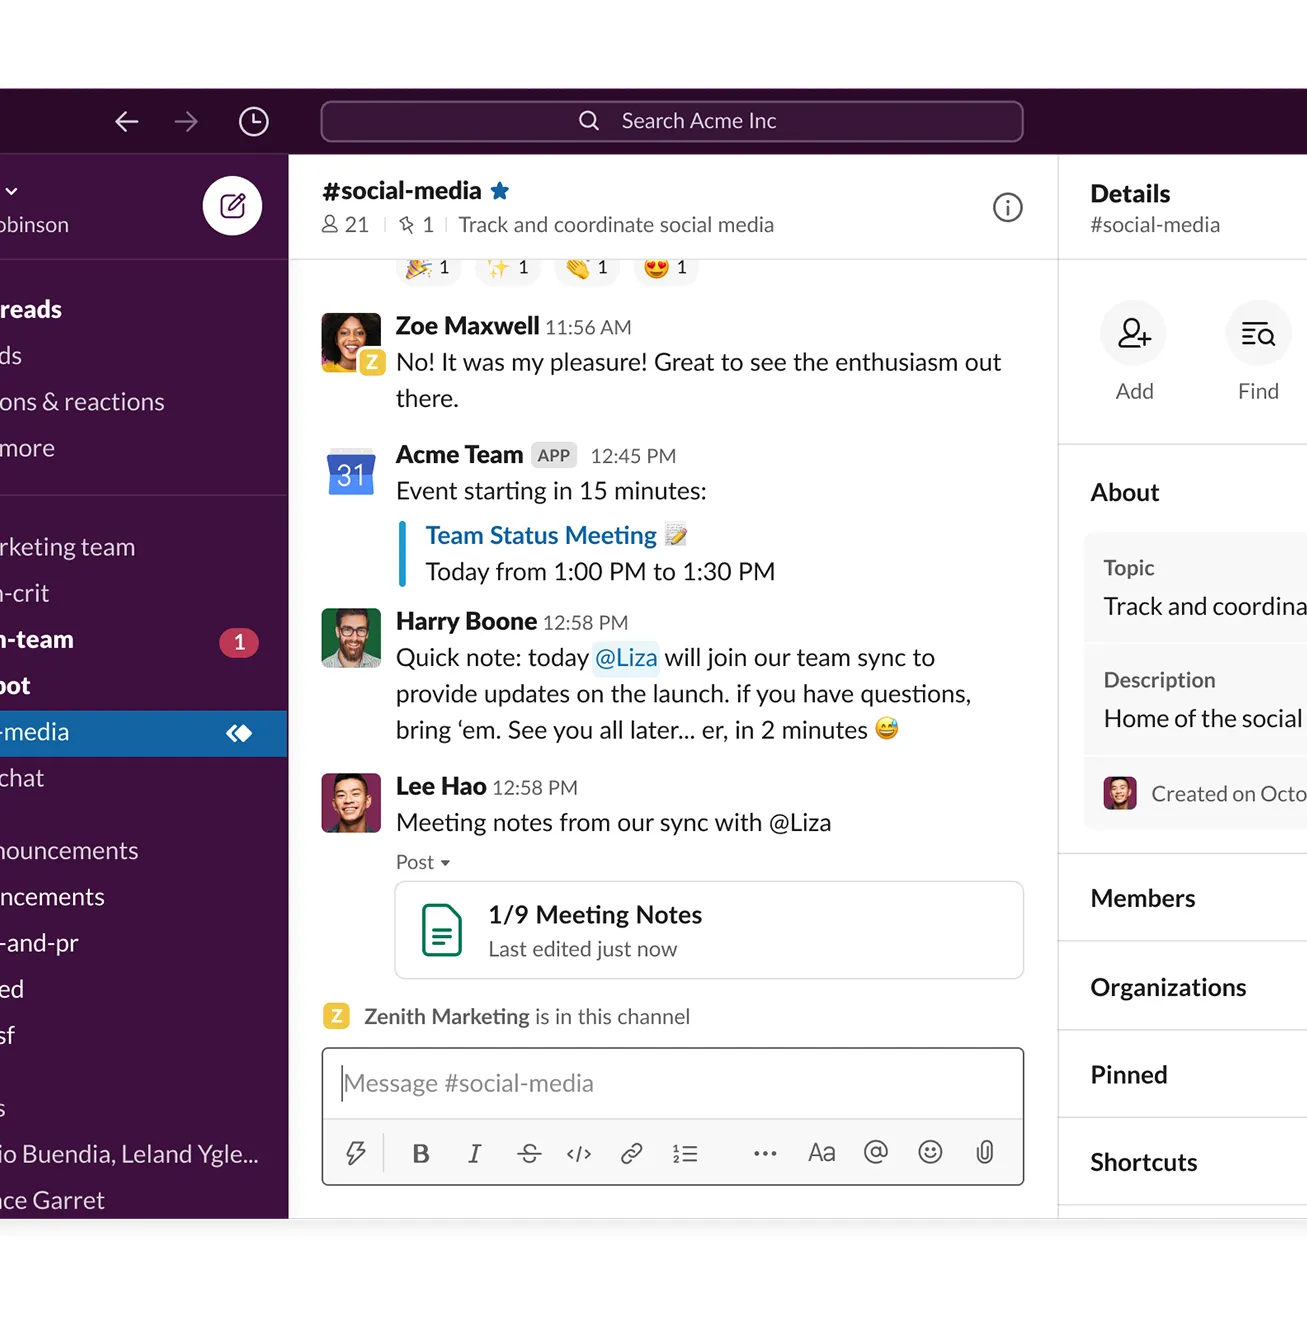 Search Acme Inc
obinson
reads
ds
ons & reactions
more
rketing team
n-crit
n-team 1
oot
-media
chat
nouncements
ncements
-and-pr
ed
sf
s
io Buendia, Leland Ygle...
ce Garret
#social-media
21 1 Track and coordinate social media
1 1 1 1
Zoe Maxwell 11:56 AM
Z
No! It was my pleasure! Great to see the enthusiasm out
there.
Acme Team APP 12:45 PM
31
Event starting in 15 minutes:
Team Status Meeting
Today from 1:00 PM to 1:30 PM
Harry Boone 12:58 PM
Quick note: today @Liza will join our team sync to
provide updates on the launch. if you have questions,
bring ‘em. See you all later... er, in 2 minutes
Lee Hao 12:58 PM
Meeting notes from our sync with @Liza
Post
1/9 Meeting Notes
Last edited just now
Z Zenith Marketing is in this channel
Message #social-media
B I S </> Aa @
Details
#social-media
Add Find
About
Topic
Track and coordina
Description
Home of the social
Created on Octo
Members
Organizations
Pinned
Shortcuts